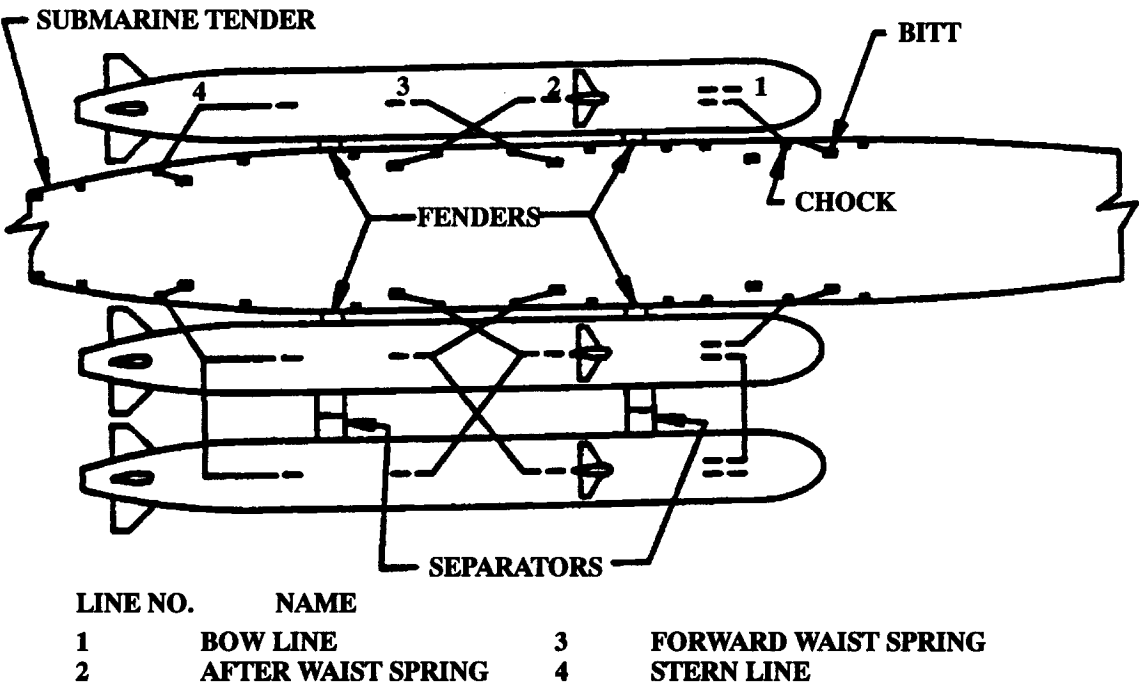 SUBMARINE TENDER
BITT
4 3 2 1
CHOCK
FENDERS
SEPARATORS
LINE NO. NAME
1 BOW LINE 3 FORWARD WAIST SPRING
2 AFTER WAIST SPRING 4 STERN LINE